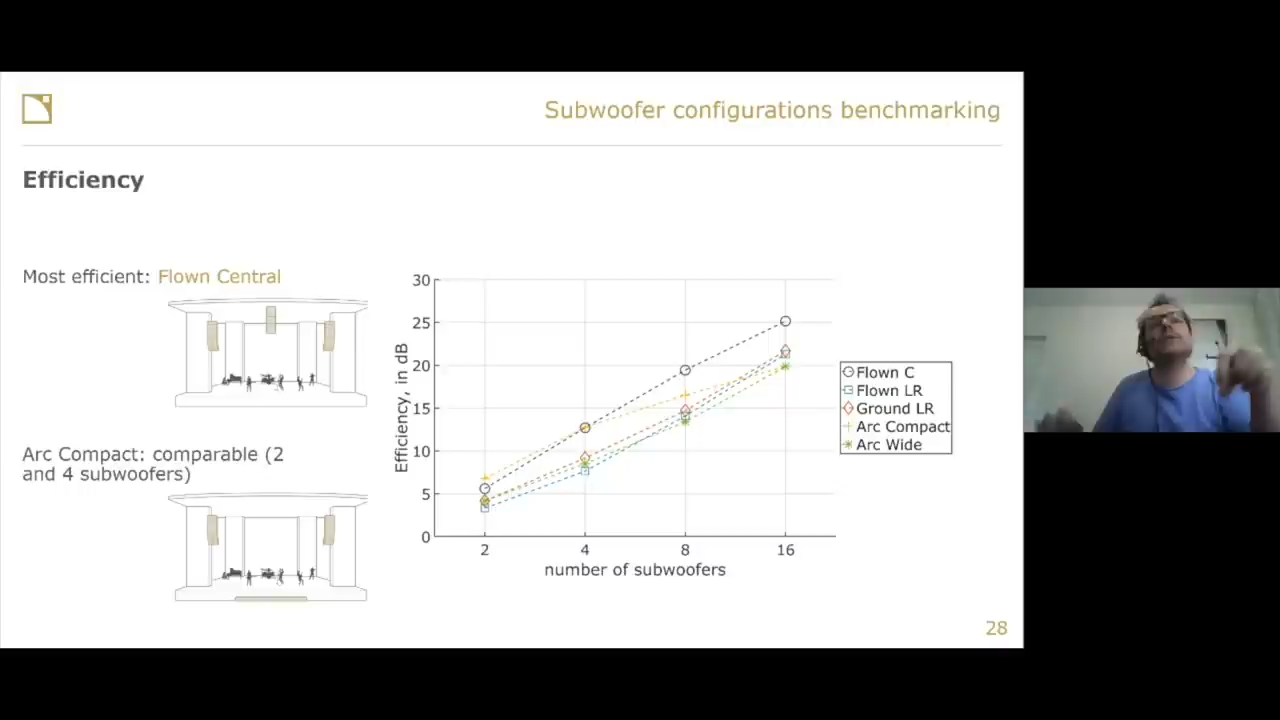 Subwoofer configurations benchmarking
Efficiency
Most efficient: Flown Central
Arc Compact: comparable (2
and 4 subwoofers)
Efficiency, in dB
30
25
20
15
10
5
0
2 4 8 16
number of subwoofers
Flown C
Flown LR
Ground LR
Arc Compact
Arc Wide
28